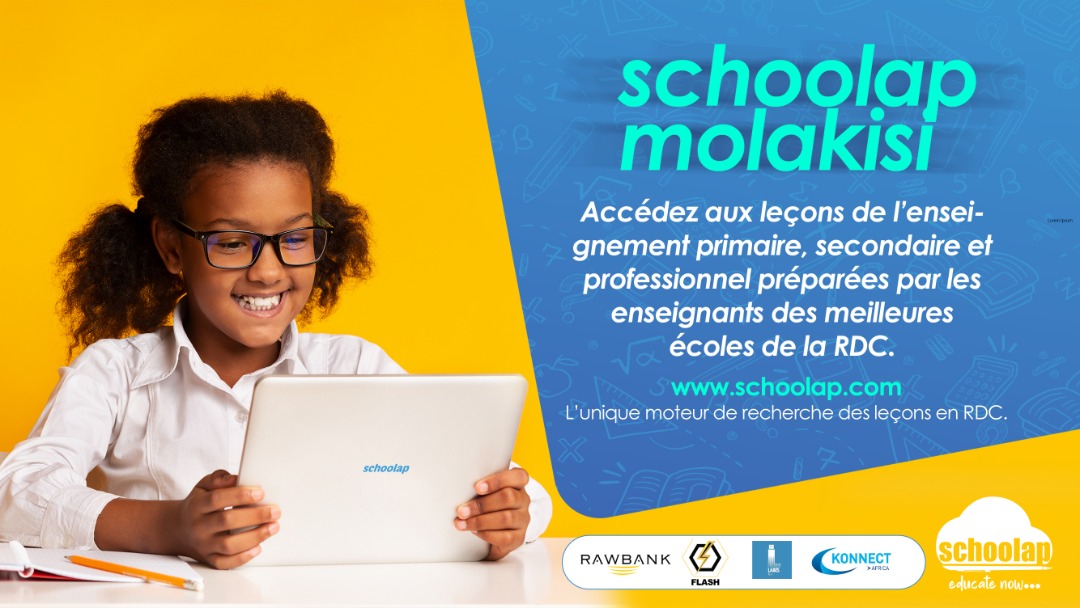 schoolap
molakisi
Accédez aux leçons de l'ensei-
gnement primaire, secondaire et
professionnel préparées par les
enseignants des meilleures
écoles de la RDC.
www.schoolap.com
L'unique moteur de recherche des leçons en RDC.
schoolap
RAWBANK
FLASH
KONNECT
AFRICA
schoolap
educate now...